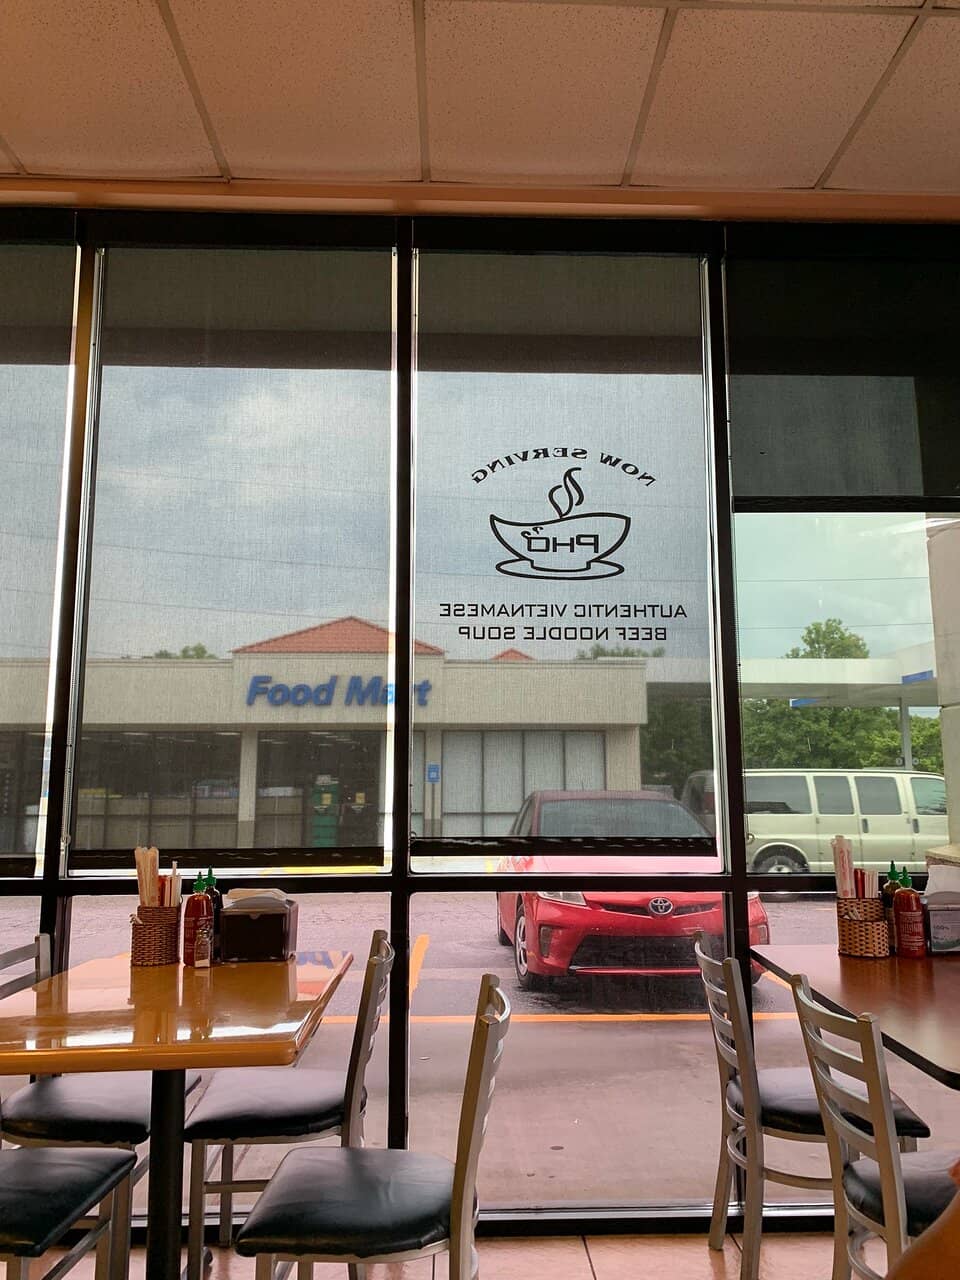 NOW SERVING
PHỞ
AUTHENTIC VIETNAMESE
BEEF NOODLE SOUP
Food Mart